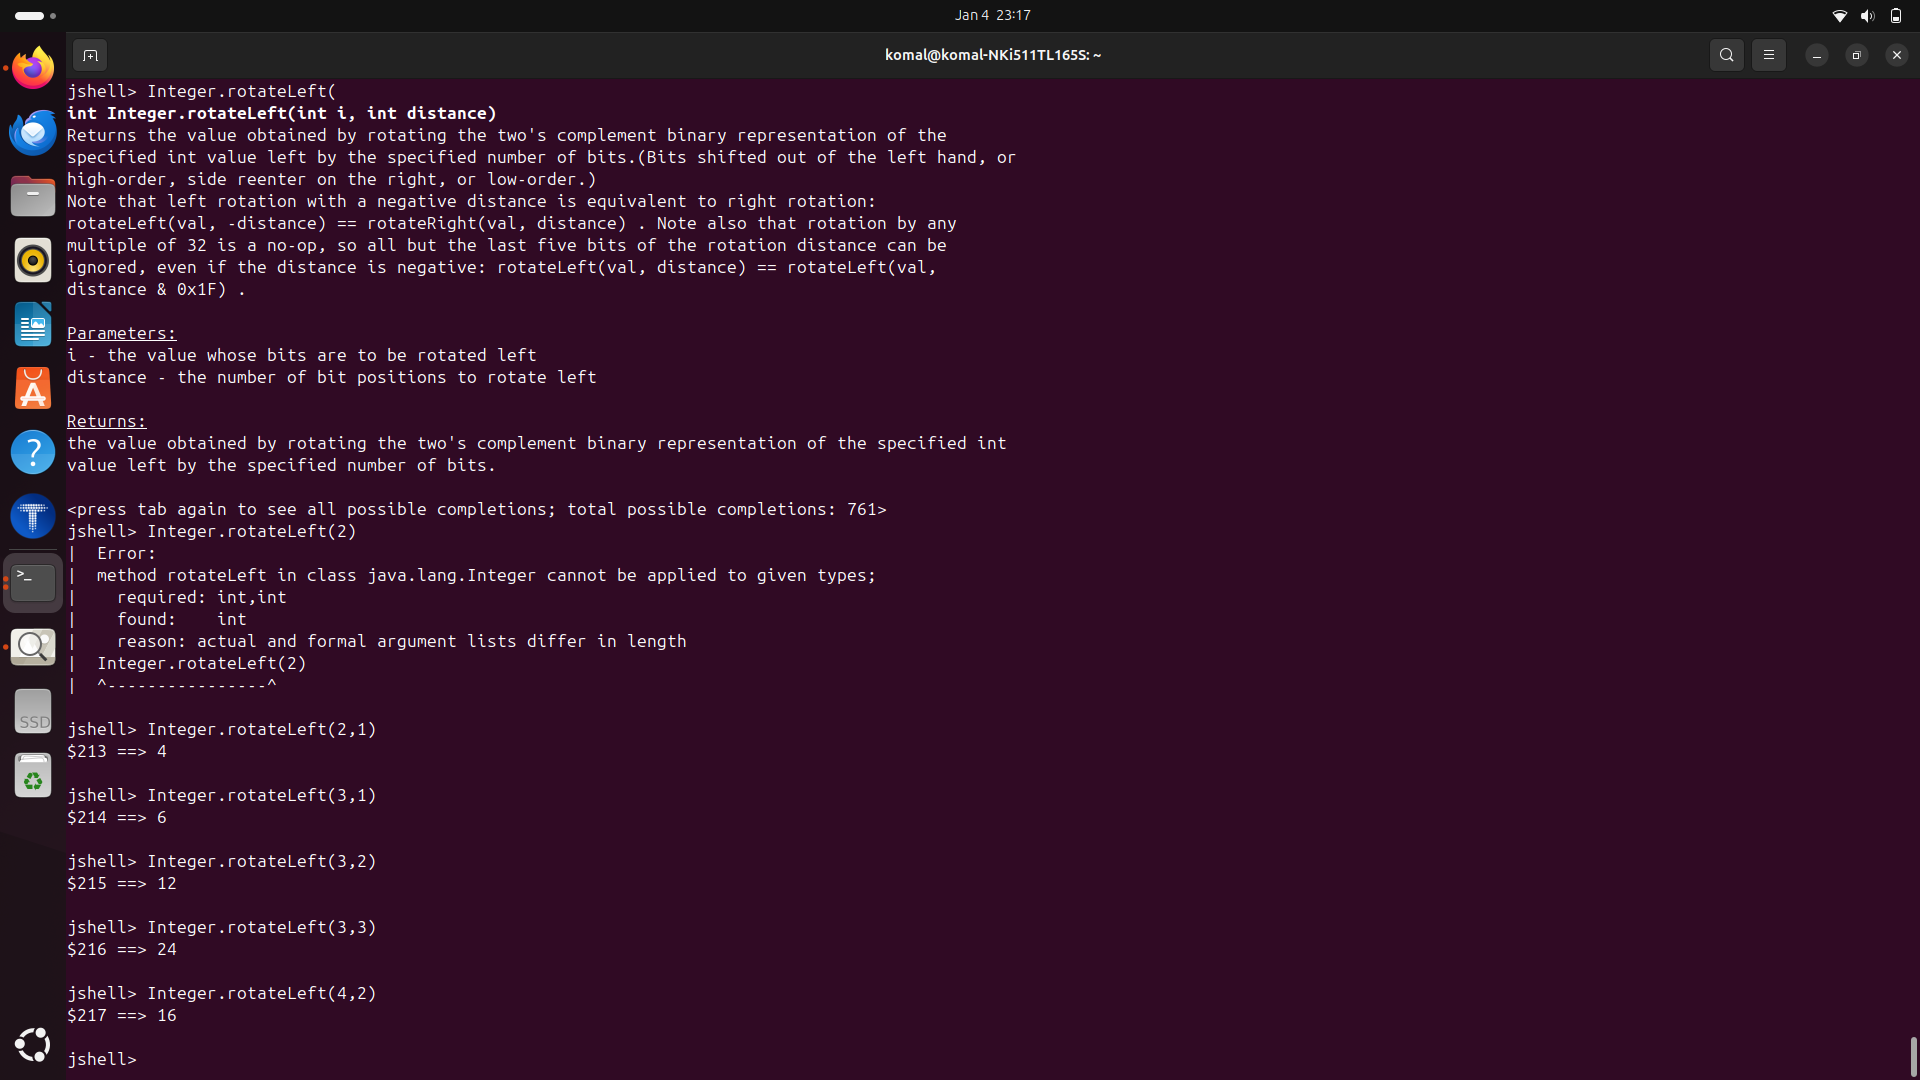 Jan 4 23:17
komal@komal-NKi511TL165S: ~
jshell> Integer.rotateLeft(
int Integer.rotateLeft(int i, int distance)
Returns the value obtained by rotating the two's complement binary representation of the
specified int value left by the specified number of bits.(Bits shifted out of the left hand, or
high-order, side reenter on the right, or low-order.)
Note that left rotation with a negative distance is equivalent to right rotation:
rotateLeft(val, -distance) == rotateRight(val, distance) . Note also that rotation by any
multiple of 32 is a no-op, so all but the last five bits of the rotation distance can be
ignored, even if the distance is negative: rotateLeft(val, distance) == rotateLeft(val,
distance & 0x1F) .
Parameters:
i - the value whose bits are to be rotated left
distance - the number of bit positions to rotate left
Returns:
the value obtained by rotating the two's complement binary representation of the specified int
value left by the specified number of bits.
<press tab again to see all possible completions; total possible completions: 761>
jshell> Integer.rotateLeft(2)
|  Error:
|  method rotateLeft in class java.lang.Integer cannot be applied to given types;
|    required: int,int
|    found:    int
|    reason: actual and formal argument lists differ in length
|  Integer.rotateLeft(2)
|  ^----------------^
jshell> Integer.rotateLeft(2,1)
$213 ==> 4
jshell> Integer.rotateLeft(3,1)
$214 ==> 6
jshell> Integer.rotateLeft(3,2)
$215 ==> 12
jshell> Integer.rotateLeft(3,3)
$216 ==> 24
jshell> Integer.rotateLeft(4,2)
$217 ==> 16
jshell>
SSD